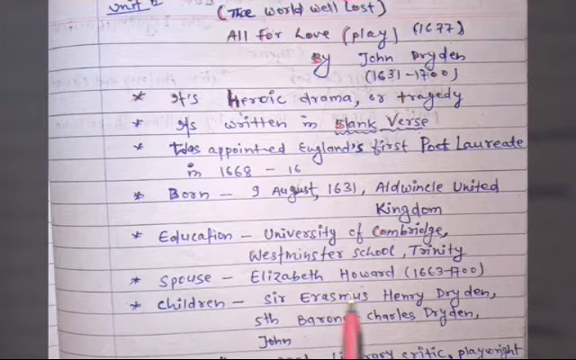 Unit
(The World Well Lost)
All For Love (play) (1677)
By John Dryden
(1631-1700)
* It's Heroic drama, or tragedy
* It's written in Blank Verse
* Was appointed England's first Poet Laureate
in 1668 - 16
* Born - 9 August, 1631, Aldwincle United
Kingdom
* Education - University of Cambridge,
Westminster School, Trinity
* Spouse - Elizabeth Howard (1663-1700)
* Children - Sir Erasmus Henry Dryden,
5th Baron, Charles Dryden,
John
literary critic, playwright